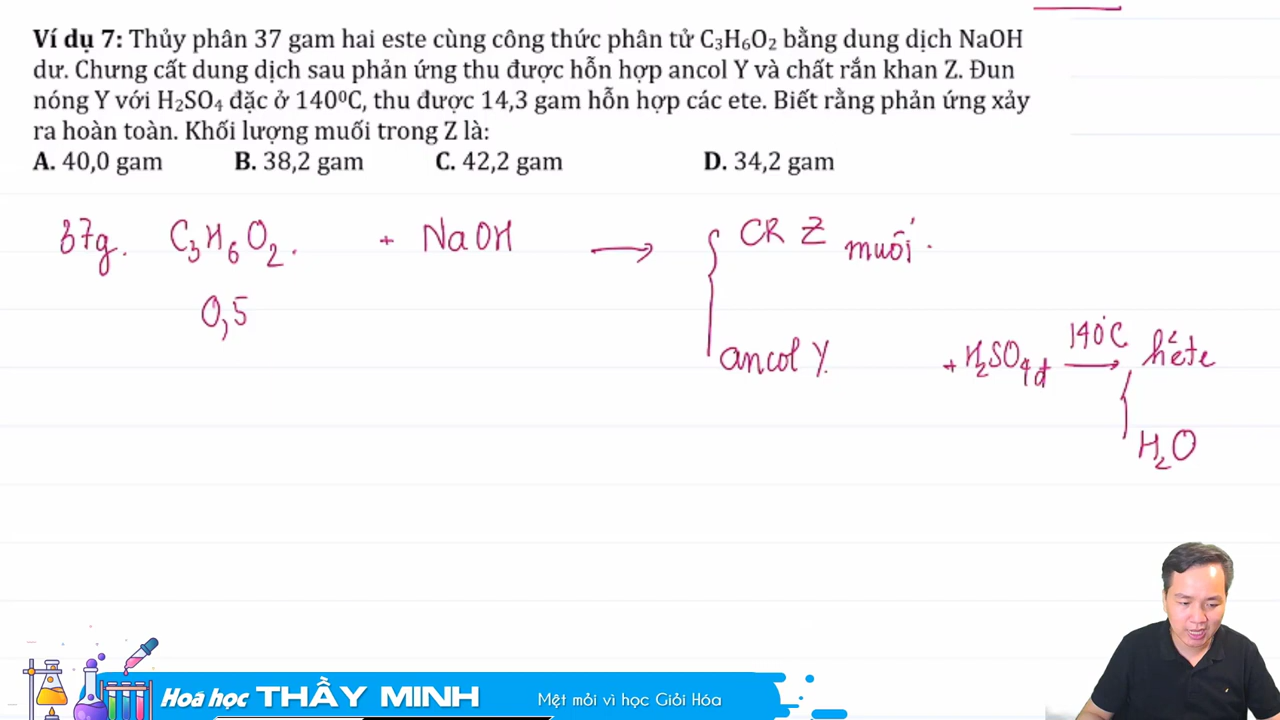 Ví dụ 7: Thủy phân 37 gam hai este cùng công thức phân tử C₃H₆O₂ bằng dung dịch NaOH
dư. Chưng cất dung dịch sau phản ứng thu được hỗn hợp ancol Y và chất rắn khan Z. Đun
nóng Y với H₂SO₄ đặc ở 140⁰C, thu được 14,3 gam hỗn hợp các ete. Biết rằng phản ứng xảy
ra hoàn toàn. Khối lượng muối trong Z là:
A. 40,0 gam B. 38,2 gam C. 42,2 gam D. 34,2 gam
37g. C₃H₆O₂. + NaOH → CR Z muối.
0,5
ancol Y. + H₂SO₄đ 140°C → hh ete
H₂O
Hoá học THẦY MINH Mệt mỏi vì học Giỏi Hóa